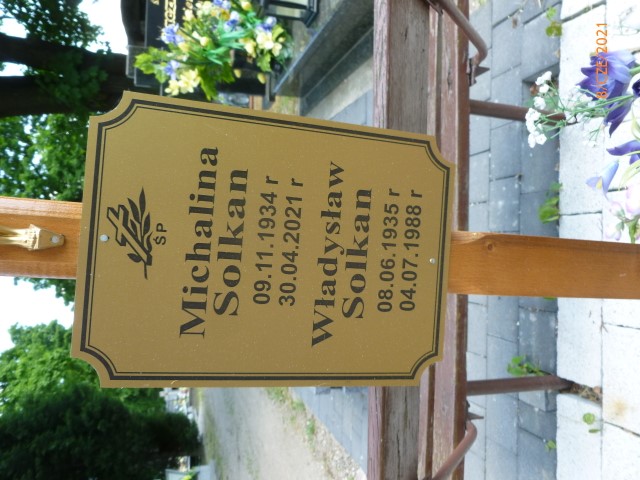 ŚP
Michalina
Solkan
09.11.1934 r
30.04.2021 r
Władysław
Solkan
08.06.1935 r
04.07.1988 r